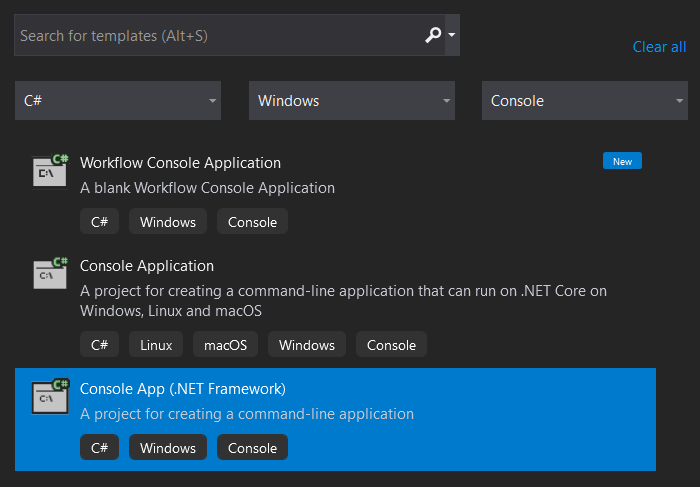 Search for templates (Alt+S)
Clear all
C# Windows Console
C#
C:\
Workflow Console Application New
A blank Workflow Console Application
C# Windows Console
C#
C:\
Console Application
A project for creating a command-line application that can run on .NET Core on
Windows, Linux and macOS
C# Linux macOS Windows Console
C#
C:\
Console App (.NET Framework)
A project for creating a command-line application
C# Windows Console